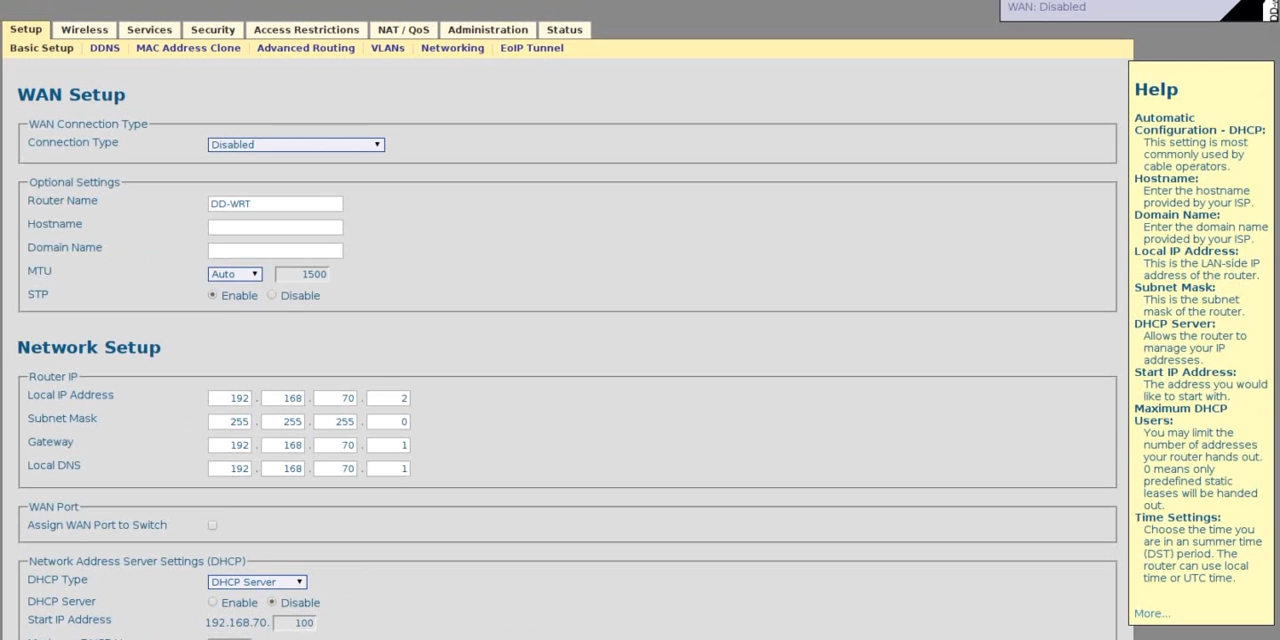 WAN: Disabled
Setup Wireless Services Security Access Restrictions NAT / QoS Administration Status
Basic Setup DDNS MAC Address Clone Advanced Routing VLANs Networking EoIP Tunnel
WAN Setup
WAN Connection Type
Connection Type Disabled
Optional Settings
Router Name DD-WRT
Hostname
Domain Name
MTU Auto 1500
STP Enable Disable
Network Setup
Router IP
Local IP Address 192 . 168 . 70 . 2
Subnet Mask 255 . 255 . 255 . 0
Gateway 192 . 168 . 70 . 1
Local DNS 192 . 168 . 70 . 1
WAN Port
Assign WAN Port to Switch
Network Address Server Settings (DHCP)
DHCP Type DHCP Server
DHCP Server Enable Disable
Start IP Address 192.168.70. 100
Help
Automatic
Configuration - DHCP:
This setting is most
commonly used by
cable operators.
Hostname:
Enter the hostname
provided by your ISP.
Domain Name:
Enter the domain name
provided by your ISP.
Local IP Address:
This is the LAN-side IP
address of the router.
Subnet Mask:
This is the subnet
mask of the router.
DHCP Server:
Allows the router to
manage your IP
addresses.
Start IP Address:
The address you would
like to start with.
Maximum DHCP
Users:
You may limit the
number of addresses
your router hands out.
0 means only
predefined static
leases will be handed
out.
Time Settings:
Choose the time you
are in an summer time
(DST) period. The
router can use local
time or UTC time.
More...